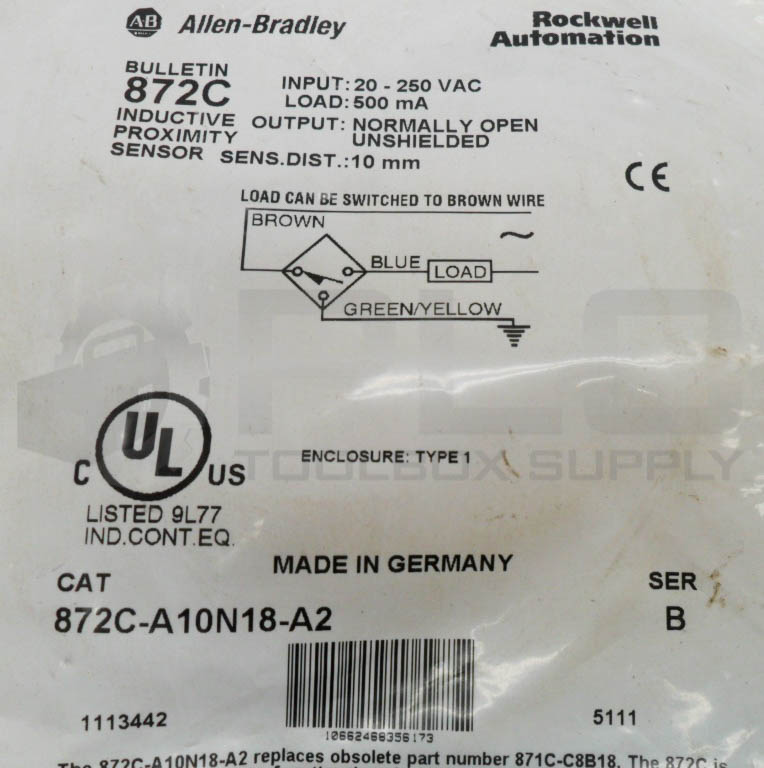 AB Allen-Bradley
Rockwell
Automation
BULLETIN
872C
INDUCTIVE
PROXIMITY
SENSOR
INPUT: 20 - 250 VAC
LOAD: 500 mA
OUTPUT: NORMALLY OPEN
UNSHIELDED
SENS.DIST.: 10 mm
CE
LOAD CAN BE SWITCHED TO BROWN WIRE
BROWN
~
BLUE
LOAD
GREEN/YELLOW
PLC
TOOLBOX SUPPLY
C UL US
LISTED 9L77
IND.CONT.EQ.
ENCLOSURE: TYPE 1
MADE IN GERMANY
CAT
872C-A10N18-A2
SER
B
1113442
10662468356173
5111
The 872C-A10N18-A2 replaces obsolete part number 871C-C8B18. The 872C is